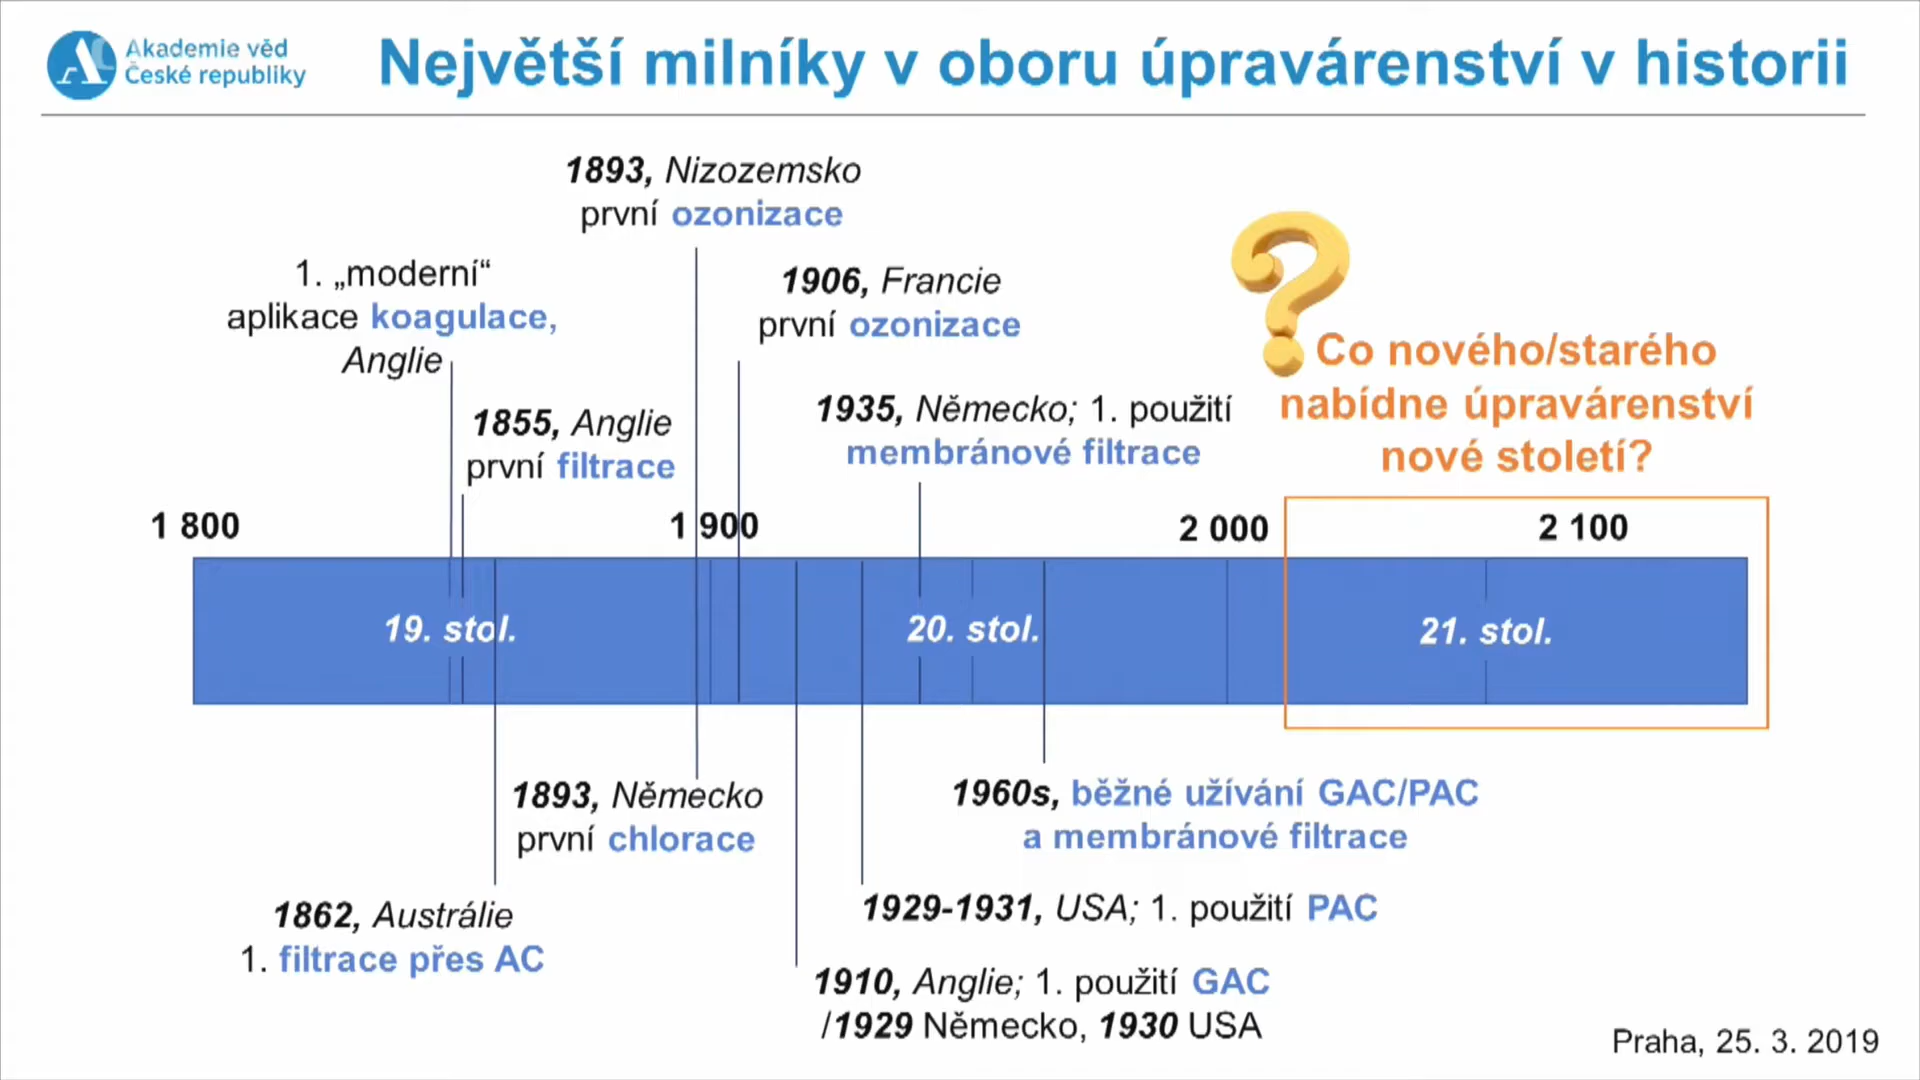 Akademie věd
České republiky
Největší milníky v oboru úpravárenství v historii
1893, Nizozemsko
první ozonizace
1. „moderní“
aplikace koagulace,
Anglie
1906, Francie
první ozonizace
1855, Anglie
první filtrace
1935, Německo; 1. použití
membránové filtrace
Co nového/starého
nabídne úpravárenství
nové století?
1 800
1 900
2 000
2 100
19. stol.
20. stol.
21. stol.
1893, Německo
první chlorace
1960s, běžné užívání GAC/PAC
a membránové filtrace
1862, Austrálie
1. filtrace přes AC
1929-1931, USA; 1. použití PAC
1910, Anglie; 1. použití GAC
/1929 Německo, 1930 USA
Praha, 25. 3. 2019